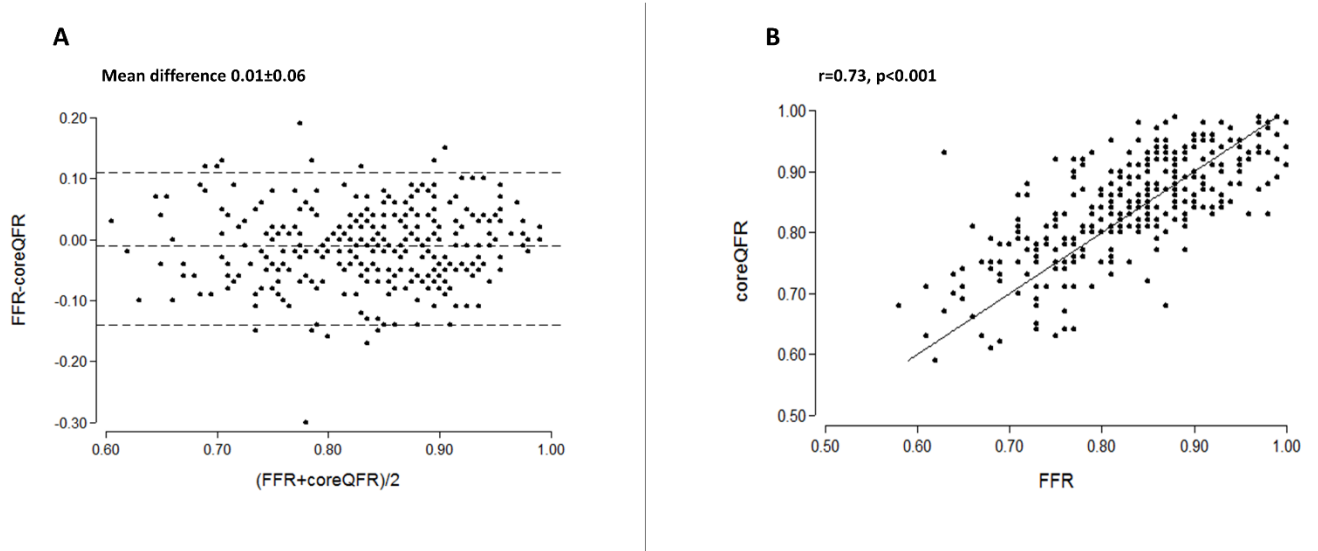 A
Mean difference 0.01±0.06
0.20
0.10
0.00
-0.10
-0.20
-0.30
FFR-coreQFR
0.60 0.70 0.80 0.90 1.00
(FFR+coreQFR)/2
B
r=0.73, p<0.001
1.00
0.90
0.80
0.70
0.60
0.50
coreQFR
0.50 0.60 0.70 0.80 0.90 1.00
FFR